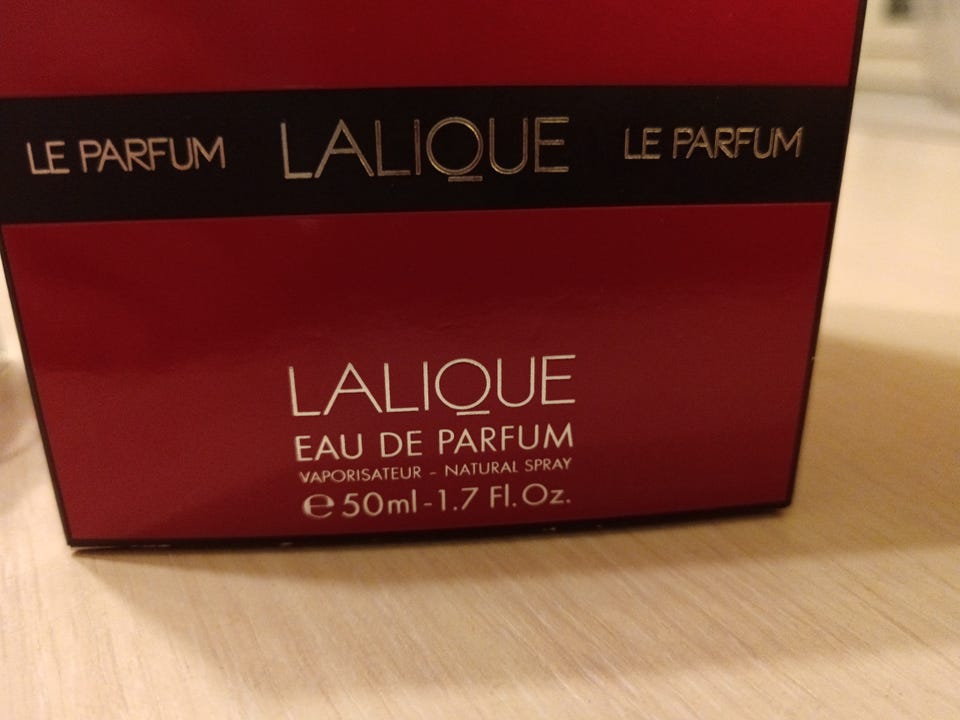 LE PARFUM LALIQUE LE PARFUM
LALIQUE
EAU DE PARFUM
VAPORISATEUR - NATURAL SPRAY
℮ 50ml-1.7 Fl.Oz.